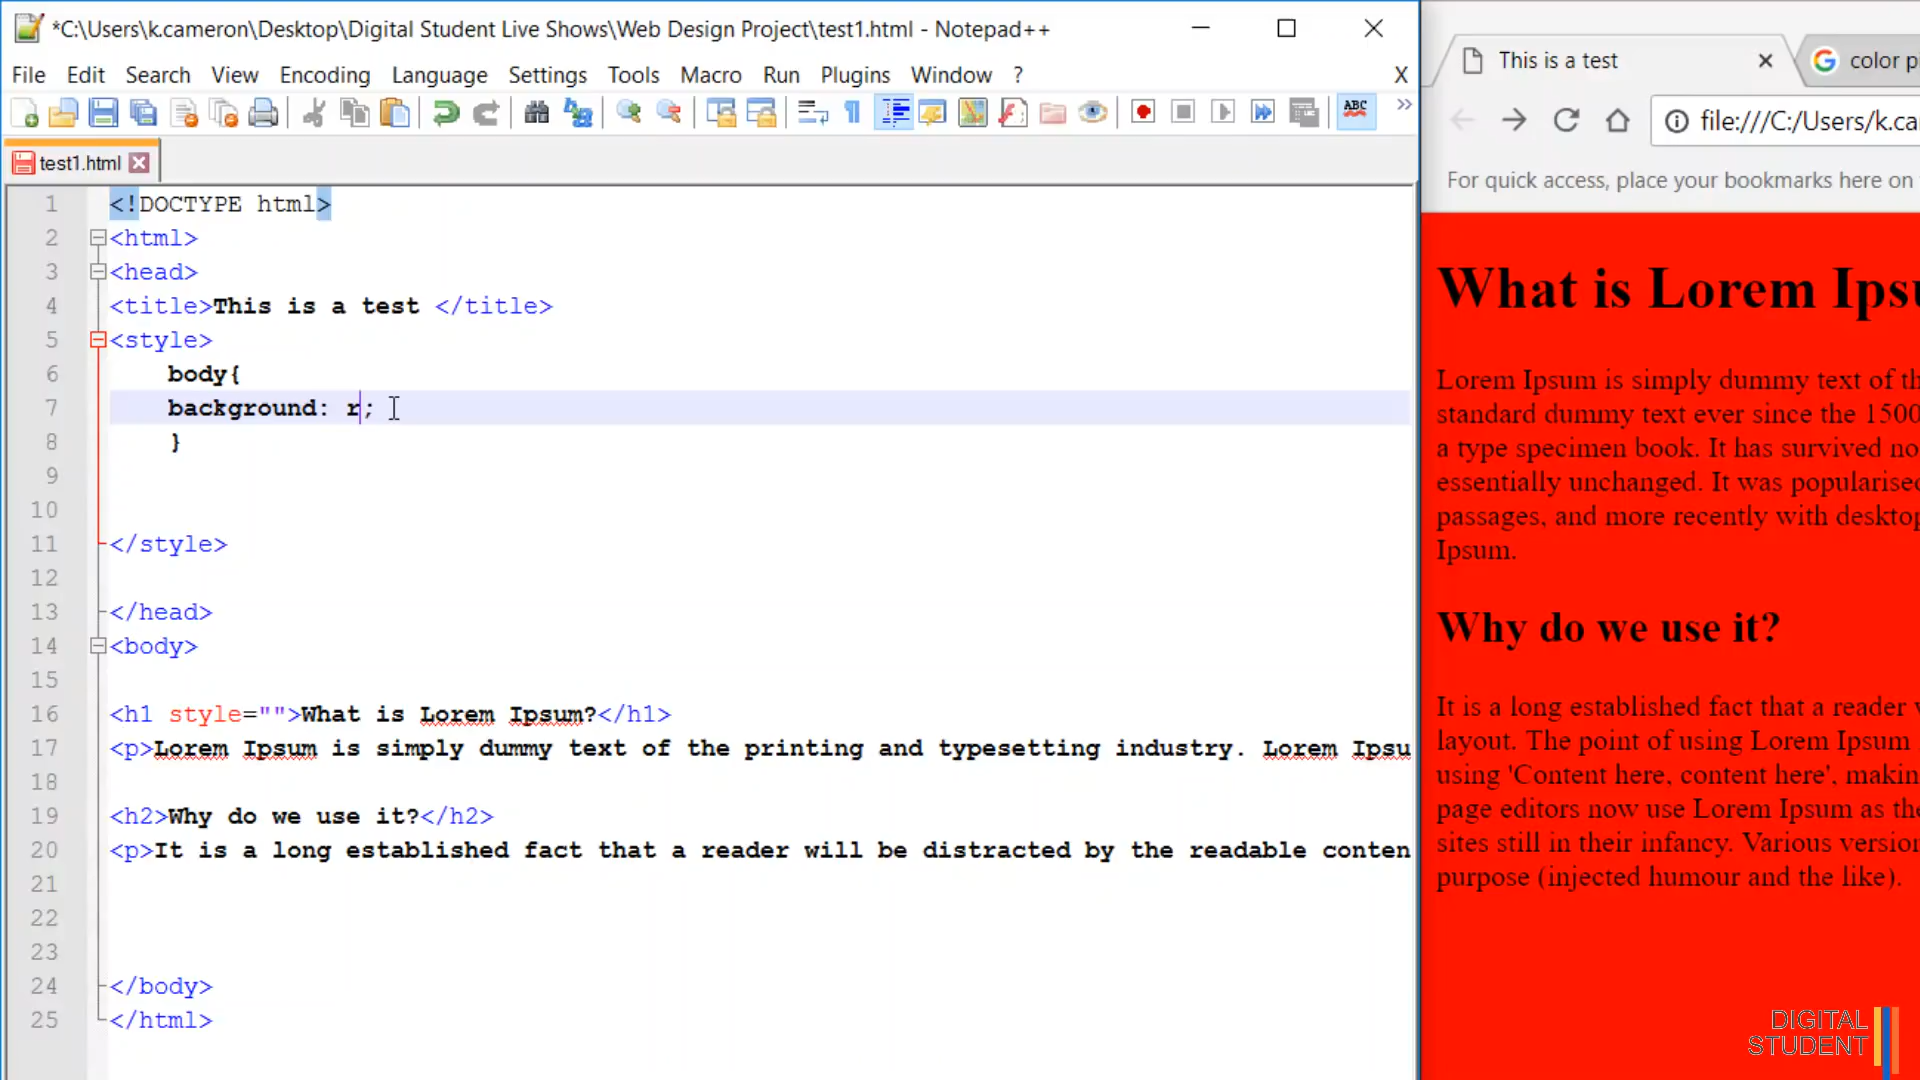 *C:\Users\k.cameron\Desktop\Digital Student Live Shows\Web Design Project\test1.html - Notepad++
File Edit Search View Encoding Language Settings Tools Macro Run Plugins Window ? X
ABC
test1.html
1 <!DOCTYPE html>
2 <html>
3 <head>
4 <title>This is a test </title>
5 <style>
6 body{
7 background: r;
8 }
9
10
11 </style>
12
13 </head>
14 <body>
15
16 <h1 style="">What is Lorem Ipsum?</h1>
17 <p>Lorem Ipsum is simply dummy text of the printing and typesetting industry. Lorem Ipsu
18
19 <h2>Why do we use it?</h2>
20 <p>It is a long established fact that a reader will be distracted by the readable conten
21
22
23
24 </body>
25 </html>
This is a test
color p
file:///C:/Users/k.ca
For quick access, place your bookmarks here on
What is Lorem Ipsu
Lorem Ipsum is simply dummy text of th
standard dummy text ever since the 1500
a type specimen book. It has survived no
essentially unchanged. It was popularised
passages, and more recently with desktop
Ipsum.
Why do we use it?
It is a long established fact that a reader
layout. The point of using Lorem Ipsum
using 'Content here, content here', makin
page editors now use Lorem Ipsum as the
sites still in their infancy. Various version
purpose (injected humour and the like).
DIGITAL
STUDENT